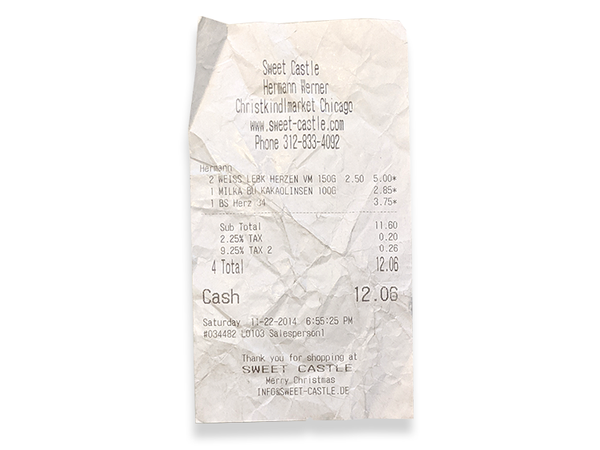 Sweet Castle
Hermann Werner
Christkindlmarket Chicago
www.sweet-castle.com
Phone 312-833-4092
Hermann
2 WEISS LEBK HERZEN VM 150G 2.50 5.00*
1 MILKA BU KAKAOLINSEN 100G 2.85*
1 BS Herz 34 3.75*
Sub Total 11.60
2.25% TAX 0.20
9.25% TAX 2 0.26
4 Total 12.06
Cash 12.06
Saturday 11-22-2014 6:55:25 PM
#034482 L0103 Salesperson1
Thank you for shopping at
SWEET CASTLE
Merry Christmas
INFO@SWEET-CASTLE.DE